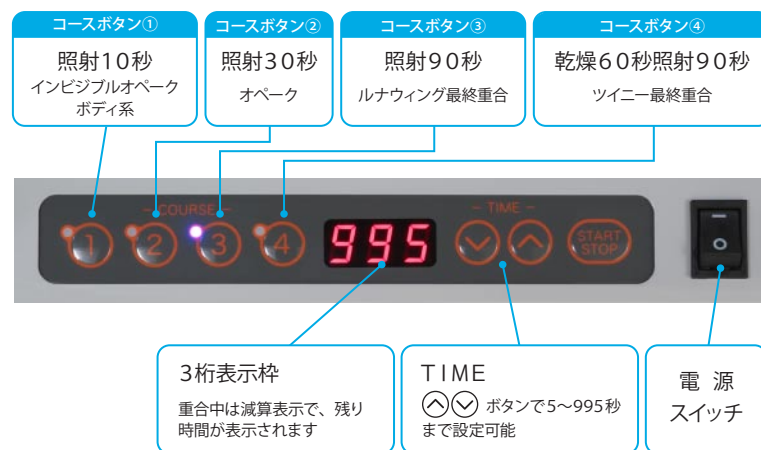 コースボタン①
照射10秒
インビジブルオペーク
ボディ系
コースボタン②
照射30秒
オペーク
コースボタン③
照射90秒
ルナウィング最終重合
コースボタン④
乾燥60秒照射90秒
ツイニー最終重合
- COURSE -
1 2 3 4
995
- TIME -
START
STOP
3桁表示枠
重合中は減算表示で、残り
時間が表示されます
TIME
ボタンで5〜995秒
まで設定可能
電 源
スイッチ